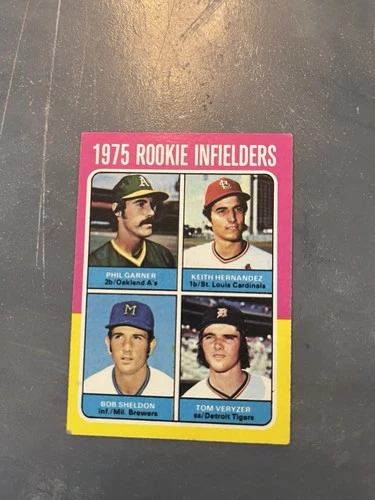 1975 ROOKIE INFIELDERS
A's
STL
PHIL GARNER
2b/Oakland A's
KEITH HERNANDEZ
1b/St. Louis Cardinals
M
D
BOB SHELDON
inf./Mil. Brewers
TOM VERYZER
ss/Detroit Tigers